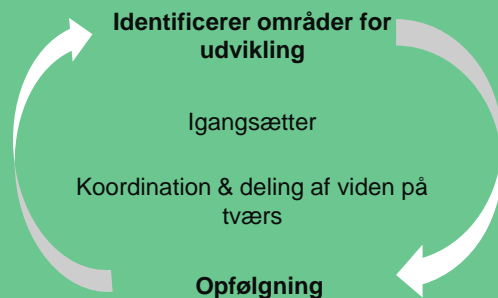 Identificerer områder for
udvikling
Igangsætter
Koordination & deling af viden på
tværs
Opfølgning